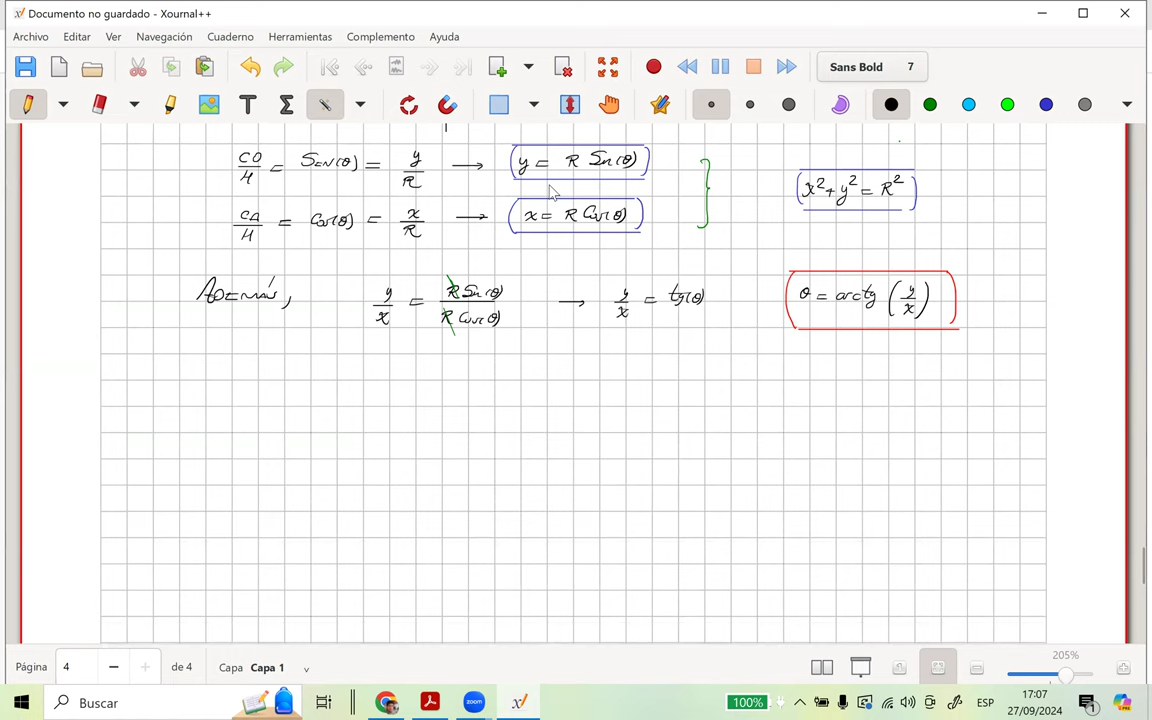 Documento no guardado - Xournal++
Archivo Editar Ver Navegación Cuaderno Herramientas Complemento Ayuda
Sans Bold 7
CO/H = Sen(θ) = y/R → y = R Sen(θ)
x² + y² = R²
CA/H = Cos(θ) = x/R → x = R Cos(θ)
Además, y/x = R Sen(θ)/R Cos(θ) → y/x = tg(θ) θ = arctg (y/x)
Página 4 de 4 Capa Capa 1 205%
Buscar 100% ESP 17:07
27/09/2024 1